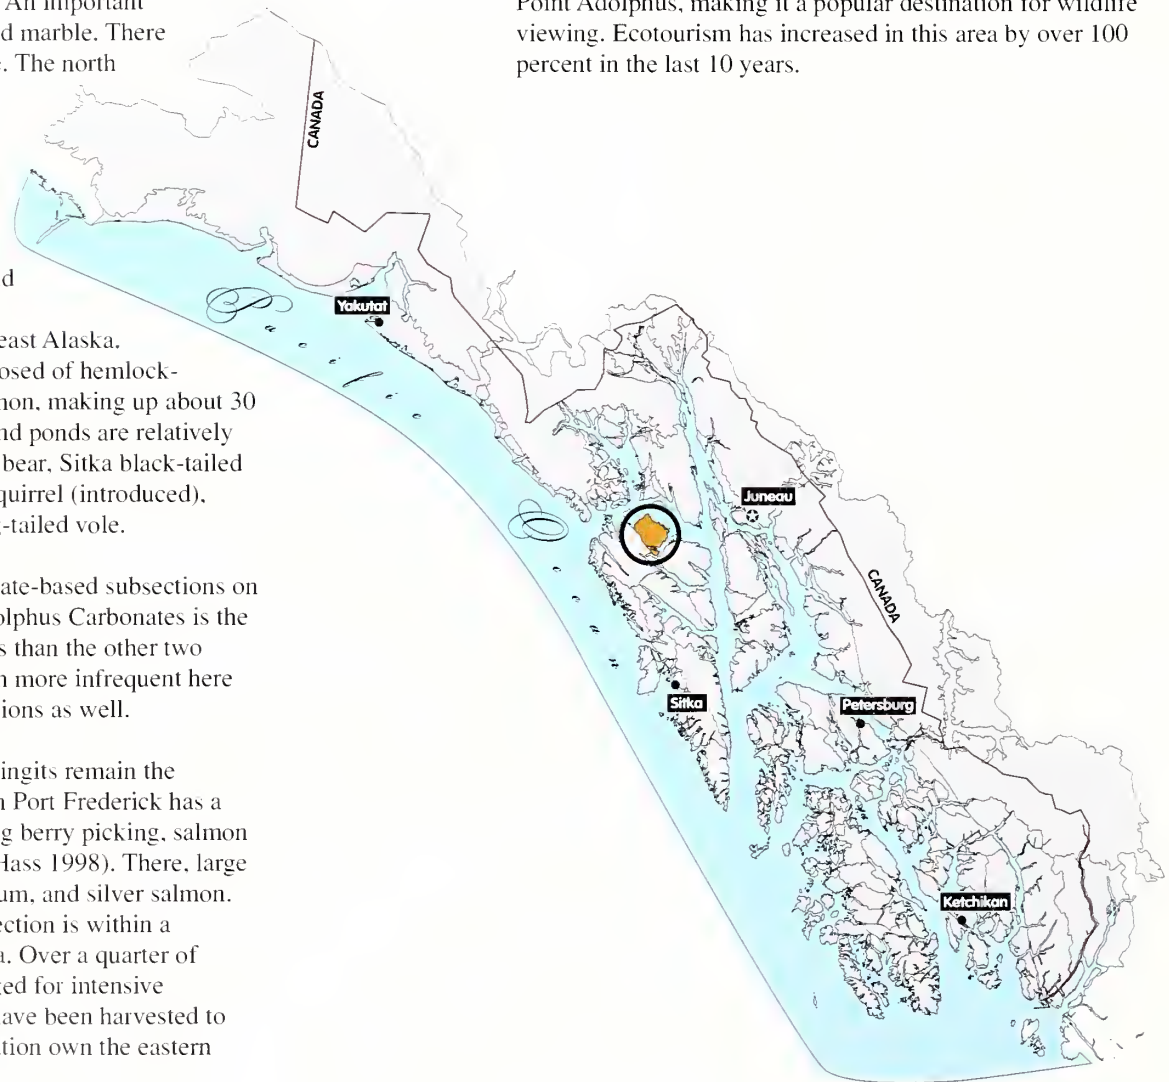 An important
d marble. There
. The north
d
east Alaska.
osed of hemlock-
non, making up about 30
nd ponds are relatively
bear, Sitka black-tailed
quirrel (introduced),
g-tailed vole.
ate-based subsections on
olphus Carbonates is the
s than the other two
n more infrequent here
ions as well.
ingits remain the
n Port Frederick has a
g berry picking, salmon
Hass 1998). There, large
um, and silver salmon.
ection is within a
a. Over a quarter of
ed for intensive
have been harvested to
ation own the eastern
Point Adolphus, making it a popular destination for wildlife
viewing. Ecotourism has increased in this area by over 100
percent in the last 10 years.
CANADA
Yakutat
Pacific Ocean
Juneau
CANADA
Sitka
Petersburg
Ketchikan